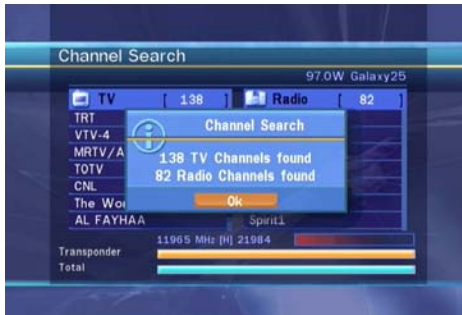 Channel Search
97.0W Galaxy25
TV [ 138 ] Radio [ 82 ]
TRT
VTV-4
MRTV/A
TOTV
CNL
The Wo
AL FAYHAA
Spirit1
Channel Search
138 TV Channels found
82 Radio Channels found
Ok
11965 MHz [H] 21984
Transponder
Total